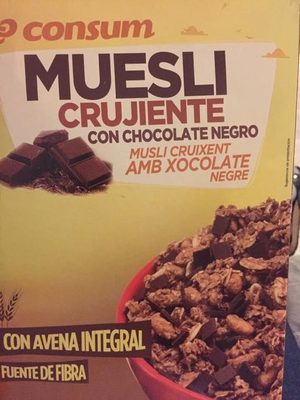 consum
MUESLI
CRUJIENTE
CON CHOCOLATE NEGRO
MUSLI CRUIXENT
AMB XOCOLATE
NEGRE
CON AVENA INTEGRAL
FUENTE DE FIBRA